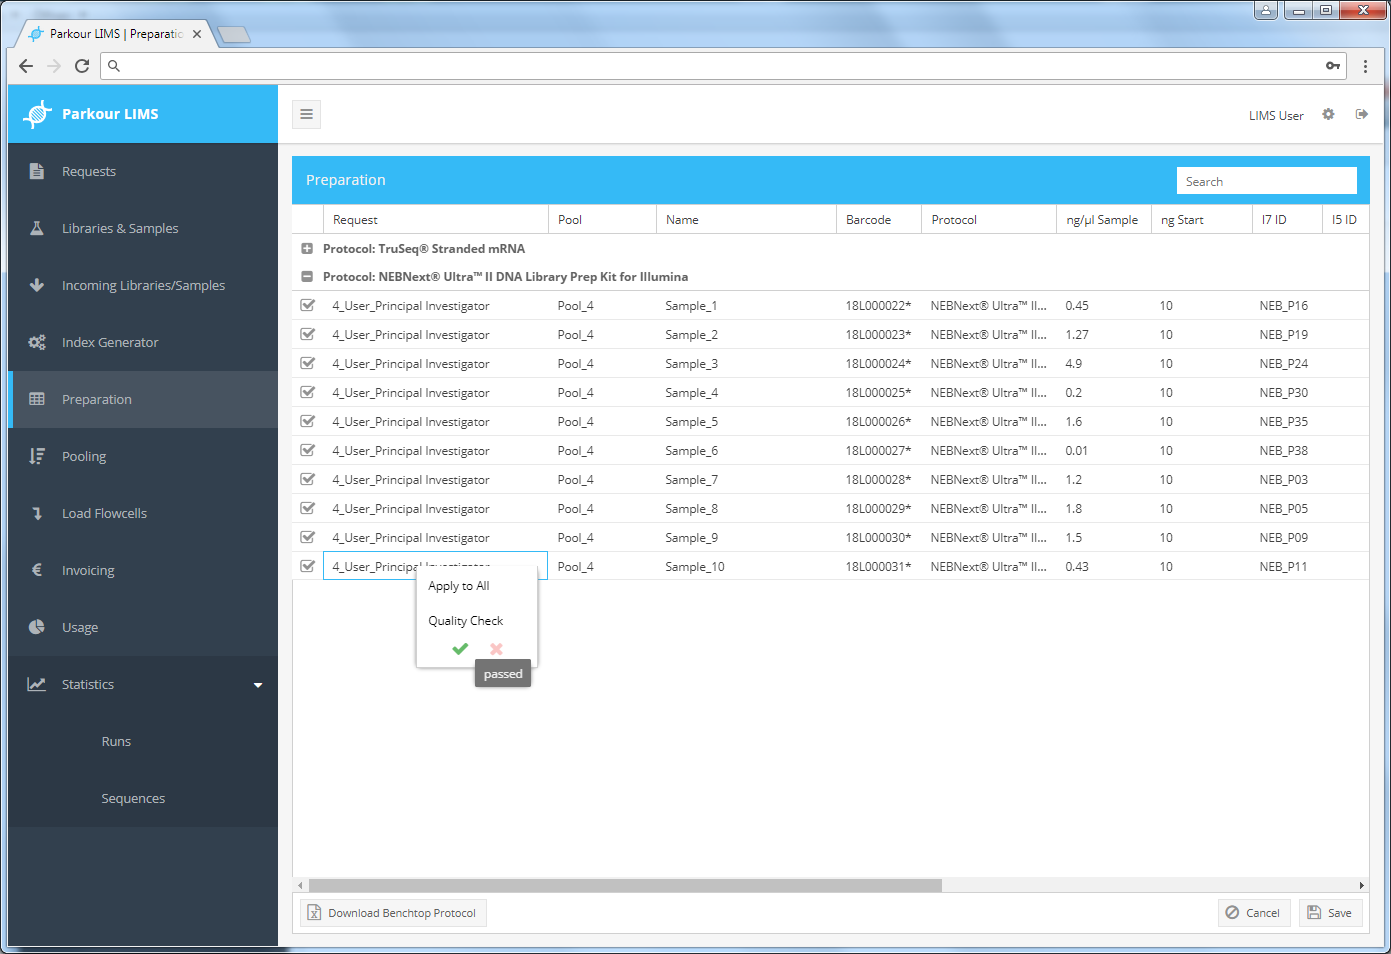 Parkour LIMS | Preparatio
Parkour LIMS
LIMS User
Requests
Libraries & Samples
Incoming Libraries/Samples
Index Generator
Preparation
Pooling
Load Flowcells
Invoicing
Usage
Statistics
Runs
Sequences
Preparation
Search
Request Pool Name Barcode Protocol ng/µl Sample ng Start I7 ID I5 ID
Protocol: TruSeq® Stranded mRNA
Protocol: NEBNext® Ultra™ II DNA Library Prep Kit for Illumina
4_User_Principal Investigator Pool_4 Sample_1 18L000022* NEBNext® Ultra™ II... 0.45 10 NEB_P16
4_User_Principal Investigator Pool_4 Sample_2 18L000023* NEBNext® Ultra™ II... 1.27 10 NEB_P19
4_User_Principal Investigator Pool_4 Sample_3 18L000024* NEBNext® Ultra™ II... 4.9 10 NEB_P24
4_User_Principal Investigator Pool_4 Sample_4 18L000025* NEBNext® Ultra™ II... 0.2 10 NEB_P30
4_User_Principal Investigator Pool_4 Sample_5 18L000026* NEBNext® Ultra™ II... 1.6 10 NEB_P35
4_User_Principal Investigator Pool_4 Sample_6 18L000027* NEBNext® Ultra™ II... 0.01 10 NEB_P38
4_User_Principal Investigator Pool_4 Sample_7 18L000028* NEBNext® Ultra™ II... 1.2 10 NEB_P03
4_User_Principal Investigator Pool_4 Sample_8 18L000029* NEBNext® Ultra™ II... 1.8 10 NEB_P05
4_User_Principal Investigator Pool_4 Sample_9 18L000030* NEBNext® Ultra™ II... 1.5 10 NEB_P09
4_User_Principal Investigator Pool_4 Sample_10 18L000031* NEBNext® Ultra™ II... 0.43 10 NEB_P11
Apply to All
Quality Check
passed
Download Benchtop Protocol
Cancel
Save